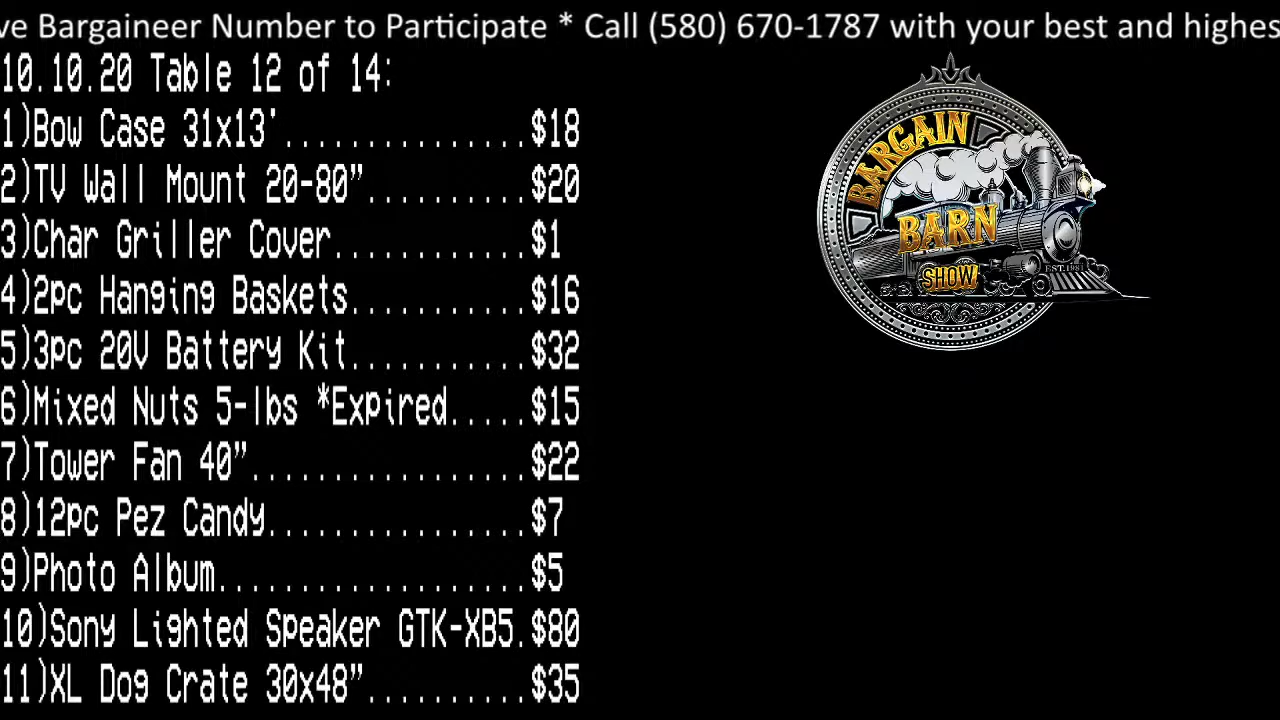 ve Bargaineer Number to Participate * Call (580) 670-1787 with your best and highes
10.10.20 Table 12 of 14:
1)Bow Case 31x13'...............$18
2)TV Wall Mount 20-80”..........$20
3)Char Griller Cover............$1
4)2pc Hanging Baskets...........$16
5)3pc 20V Battery Kit...........$32
6)Mixed Nuts 5-lbs *Expired.....$15
7)Tower Fan 40”.................$22
8)12pc Pez Candy................$7
9)Photo Album...................$5
10)Sony Lighted Speaker GTK-XB5.$80
11)XL Dog Crate 30x48”..........$35
BARGAIN
BARN
SHOW
EST.1981